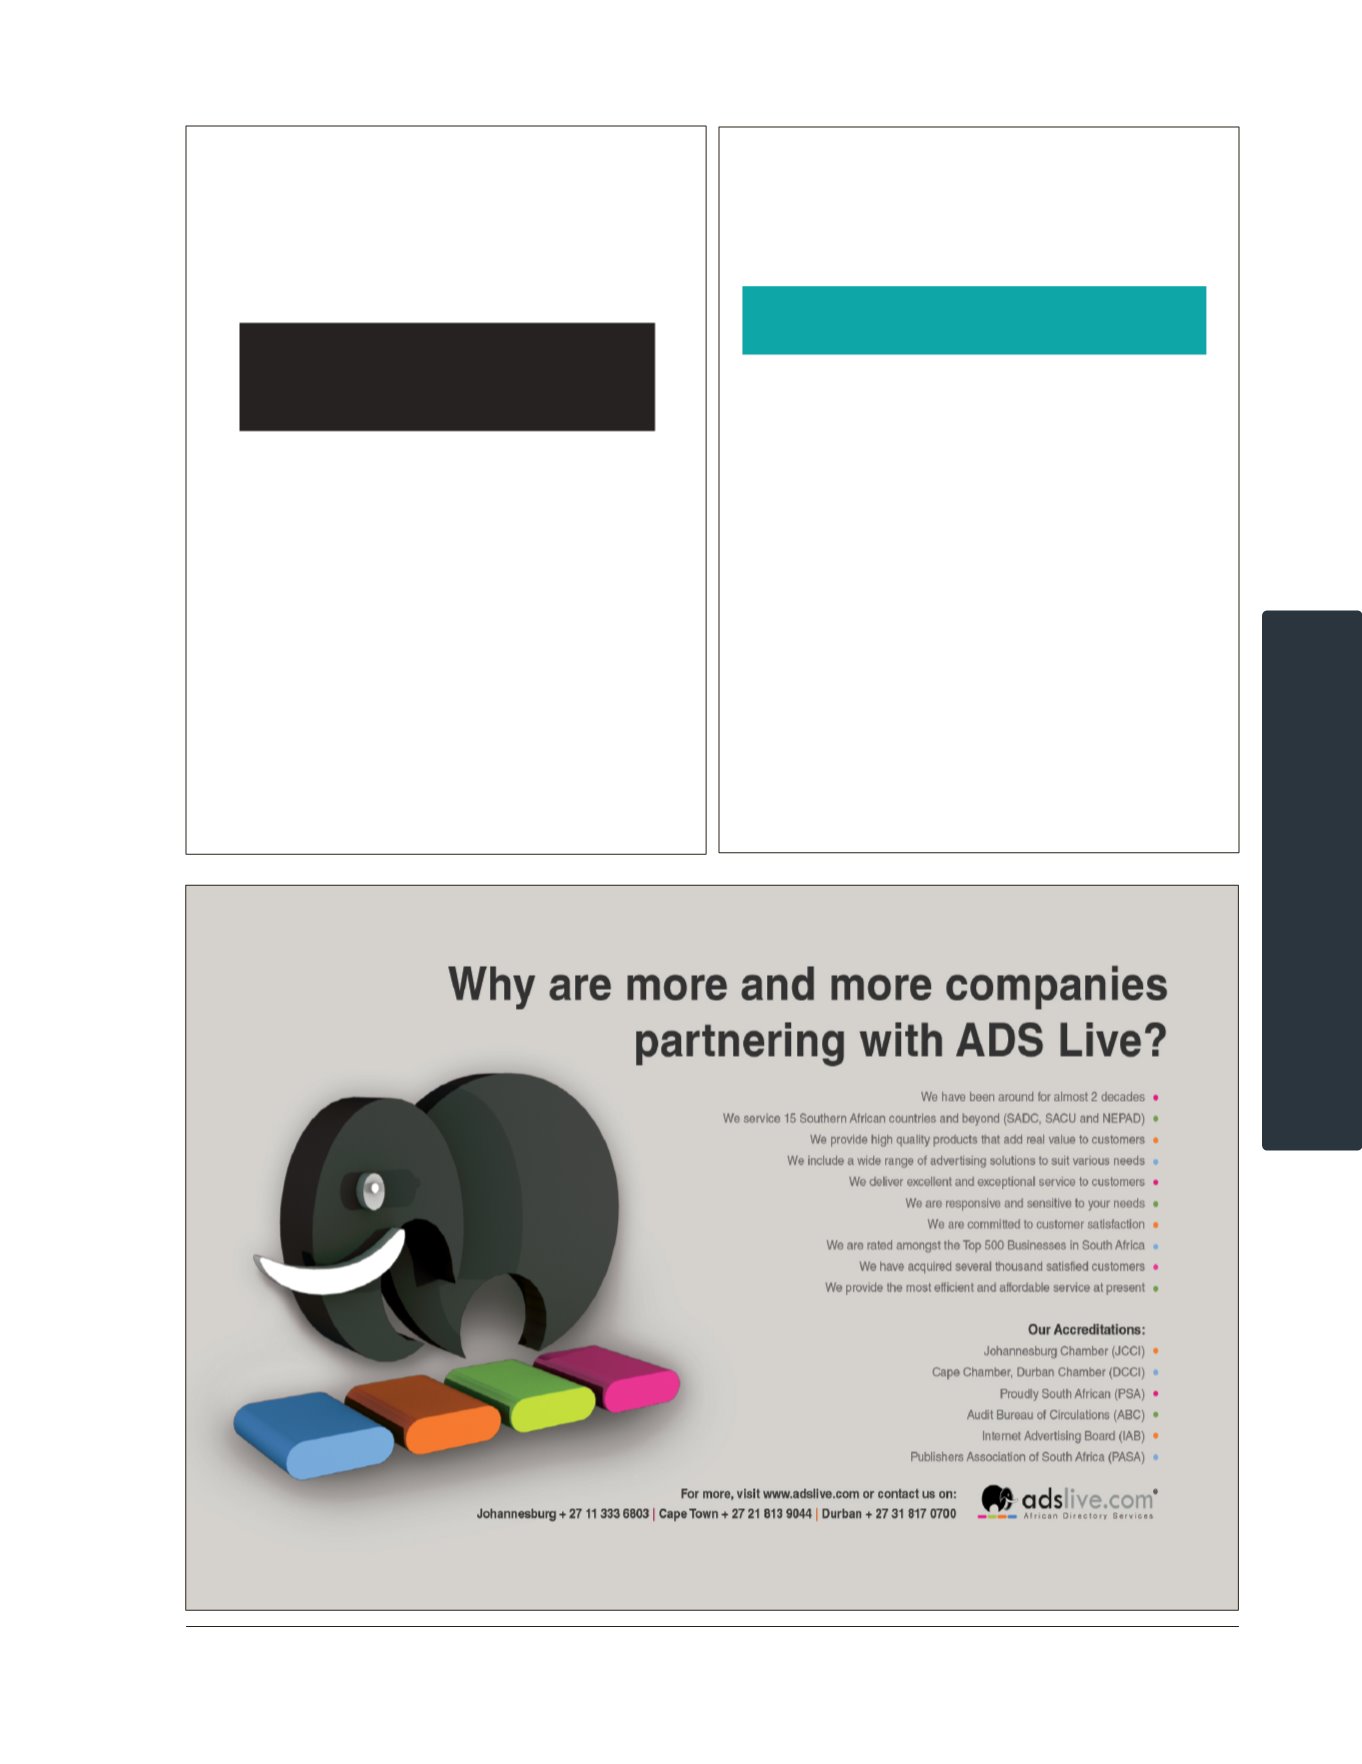 Why are more and more companies
partnering with ADS Live?
We have been around for almost 2 decades
We service 15 Southern African countries and beyond (SADC, SACU and NEPAD)
We provide high quality products that add real value to customers
We include a wide range of advertising solutions to suit various needs
We deliver excellent and exceptional service to customers
We are responsive and sensitive to your needs
We are committed to customer satisfaction
We are rated amongst the Top 500 Businesses in South Africa
We have acquired several thousand satisfied customers
We provide the most efficient and affordable service at present
Our Accreditations:
Johannesburg Chamber (JCCI)
Cape Chamber, Durban Chamber (DCCI)
Proudly South African (PSA)
Audit Bureau of Circulations (ABC)
Internet Advertising Board (IAB)
Publishers Association of South Africa (PASA)
For more, visit www.adslive.com or contact us on:
Johannesburg + 27 11 333 6803 | Cape Town + 27 21 813 9044 | Durban + 27 31 817 0700
adslive.com®
African Directory Services